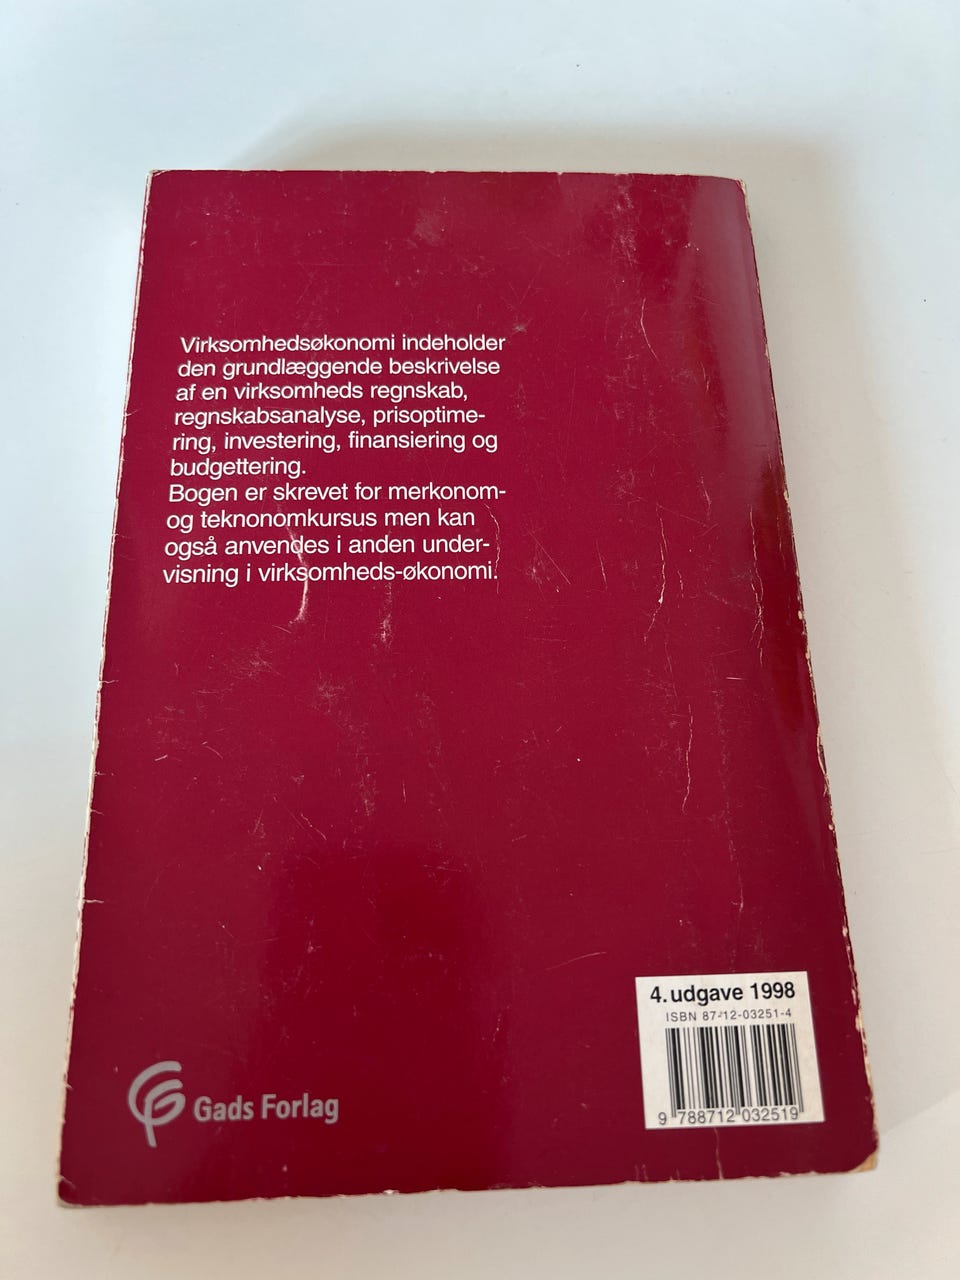 Virksomhedsøkonomi indeholder
den grundlæggende beskrivelse
af en virksomheds regnskab,
regnskabsanalyse, prisoptime-
ring, investering, finansiering og
budgettering.
Bogen er skrevet for merkonom-
og teknonomkursus men kan
også anvendes i anden under-
visning i virksomheds-økonomi.
4. udgave 1998
ISBN 87-12-03251-4
9 788712 032519
Gads Forlag